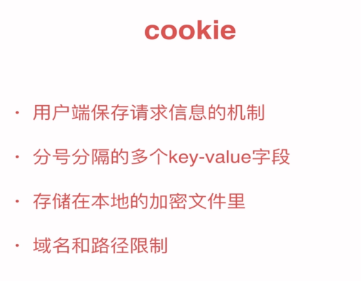 cookie
· 用户端保存请求信息的机制
· 分号分隔的多个key-value字段
· 存储在本地的加密文件里
· 域名和路径限制